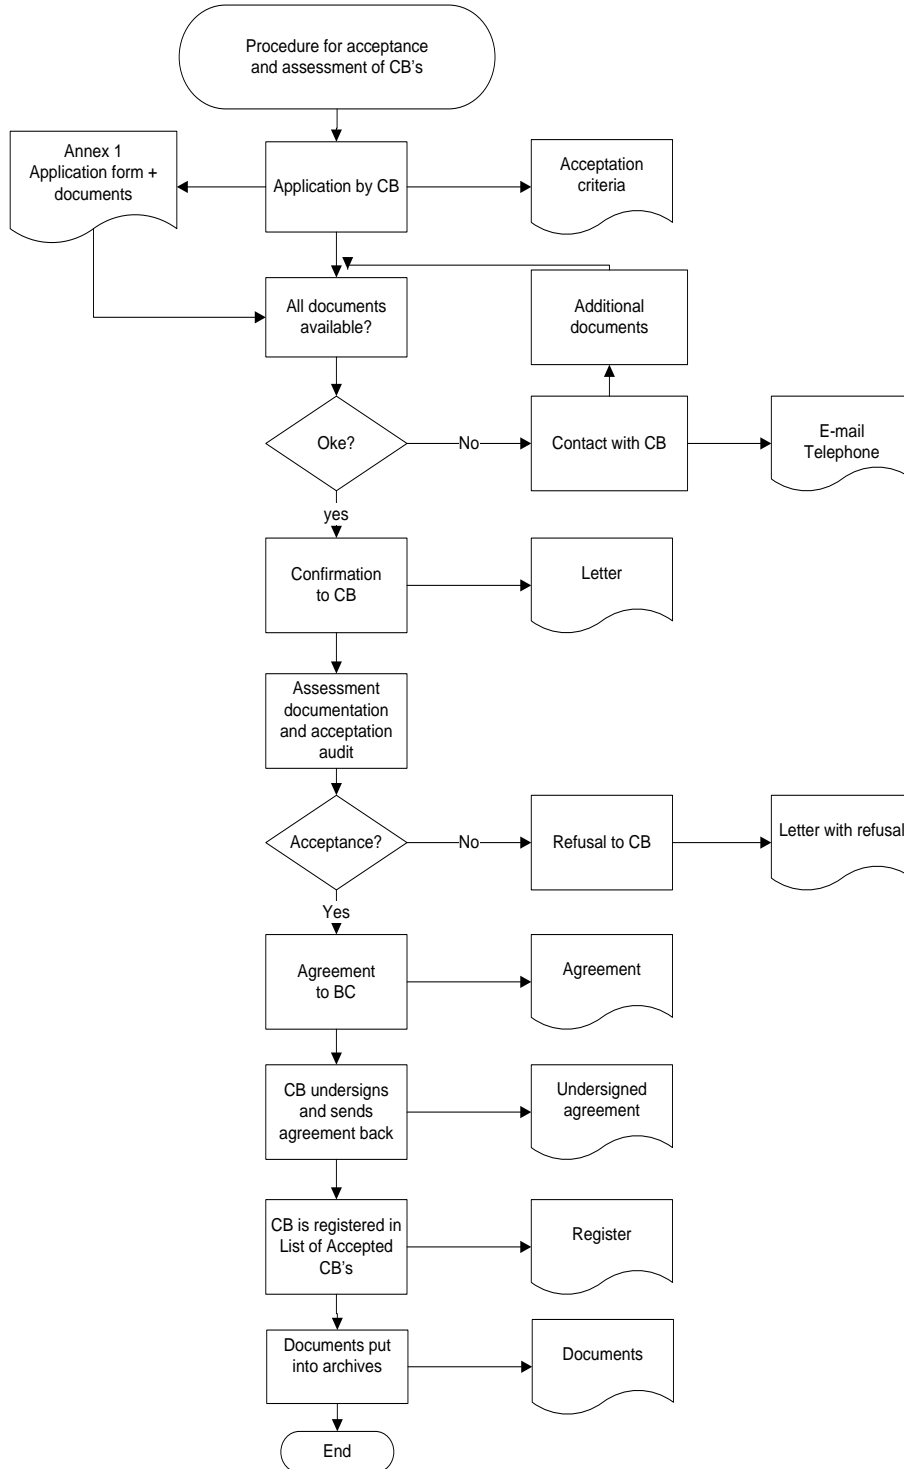 Procedure for acceptance
and assessment of CB's
Annex 1
Application form +
documents
Application by CB
Acceptation
criteria
All documents
available?
Additional
documents
Oke?
No
Contact with CB
E-mail
Telephone
yes
Confirmation
to CB
Letter
Assessment
documentation
and acceptation
audit
Acceptance?
No
Refusal to CB
Letter with refusal
Yes
Agreement
to BC
Agreement
CB undersigns
and sends
agreement back
Undersigned
agreement
CB is registered in
List of Accepted
CB's
Register
Documents put
into archives
Documents
End